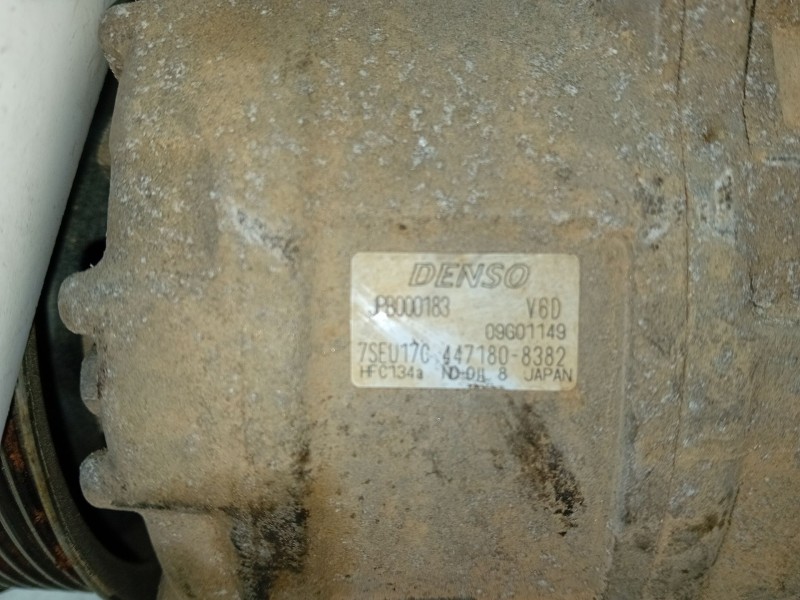 DENSO
JPB000183 V6D
09G01149
7SEU17C 447180-8382
HFC134a ND-OIL 8 JAPAN